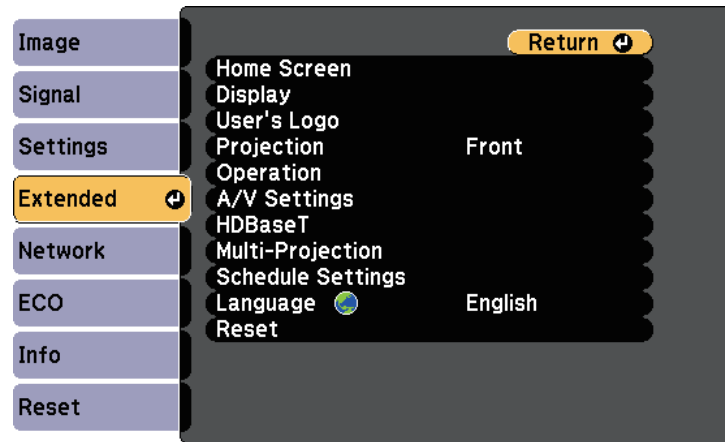 Image
Signal
Settings
Extended
Network
ECO
Info
Reset
Return
Home Screen
Display
User's Logo
Projection Front
Operation
A/V Settings
HDBaseT
Multi-Projection
Schedule Settings
Language English
Reset